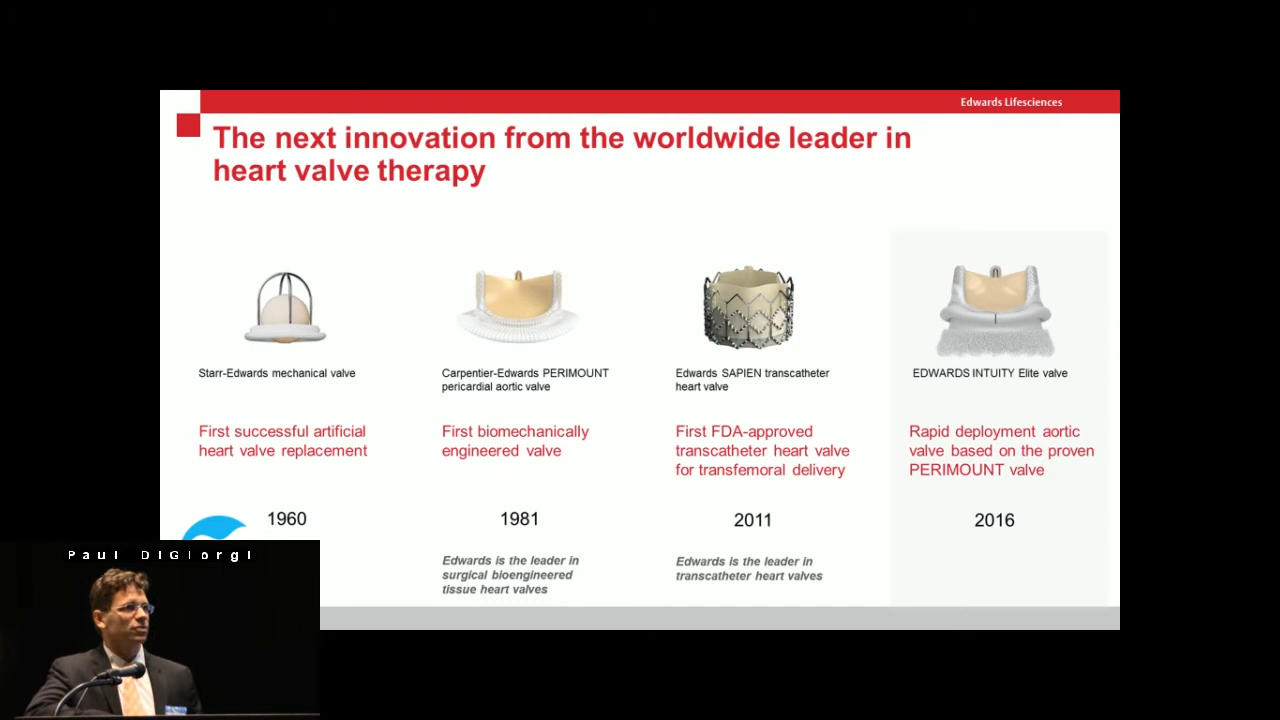 Edwards Lifesciences
The next innovation from the worldwide leader in
heart valve therapy
Starr-Edwards mechanical valve
Carpentier-Edwards PERIMOUNT
pericardial aortic valve
Edwards SAPIEN transcatheter
heart valve
EDWARDS INTUITY Elite valve
First successful artificial
heart valve replacement
First biomechanically
engineered valve
First FDA-approved
transcatheter heart valve
for transfemoral delivery
Rapid deployment aortic
valve based on the proven
PERIMOUNT valve
1960
1981
2011
2016
Edwards is the leader in
surgical bioengineered
tissue heart valves
Edwards is the leader in
transcatheter heart valves
Paul DiGiorgi